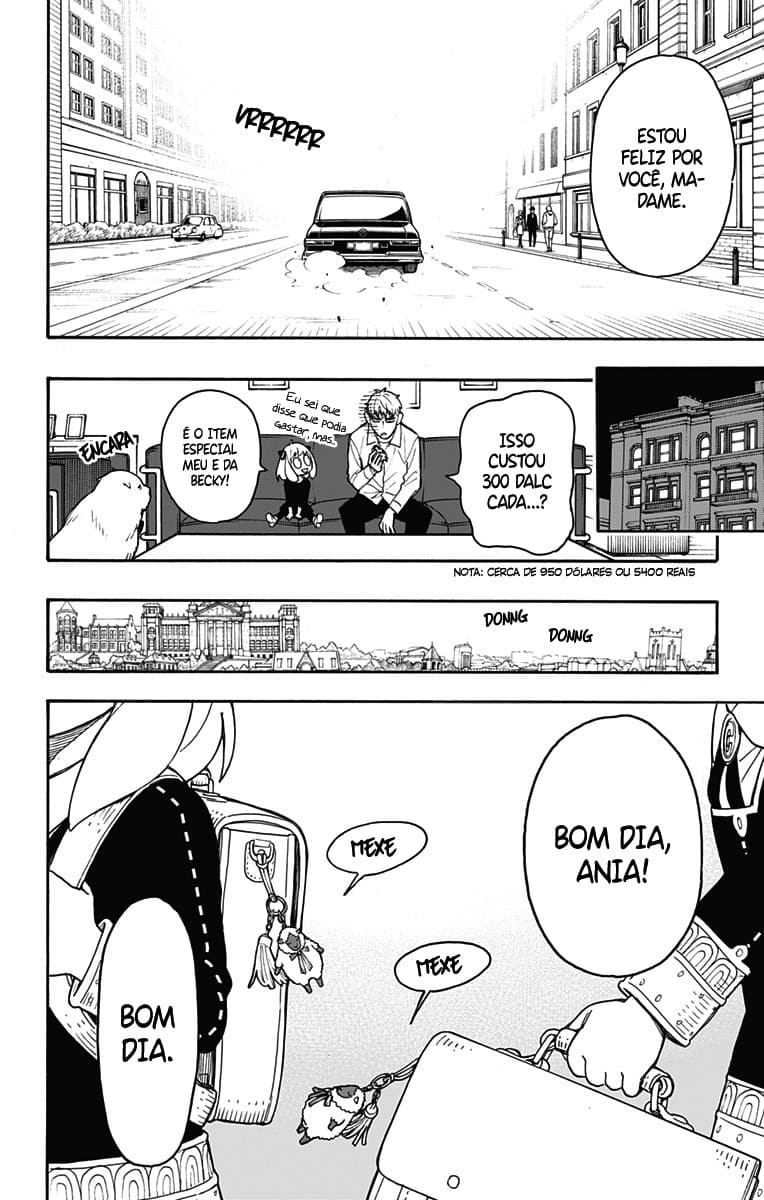 VRRRRRR
ESTOU
FELIZ POR
VOCÊ, MA-
DAME.
ISSO
CUSTOU
300 DALC
CADA...?
Eu sei que
disse que podia
gastar, mas.
É O ITEM
ESPECIAL
MEU E DA
BECKY!
ENCARA
NOTA: CERCA DE 950 DÓLARES OU 5400 REAIS
DONNG
DONNG
BOM DIA,
ANIA!
MEXE
MEXE
BOM
DIA.